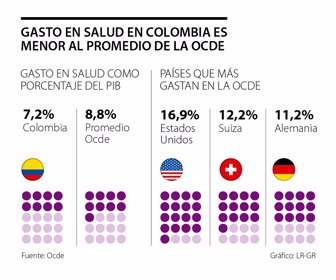 GASTO EN SALUD EN COLOMBIA ES
MENOR AL PROMEDIO DE LA OCDE
GASTO EN SALUD COMO
PORCENTAJE DEL PIB
7,2%
Colombia
8,8%
Promedio
Ocde
PAÍSES QUE MÁS
GASTAN EN LA OCDE
16,9%
Estados
Unidos
12,2%
Suiza
11,2%
Alemania
Fuente: Ocde
Gráfico: LR-GR